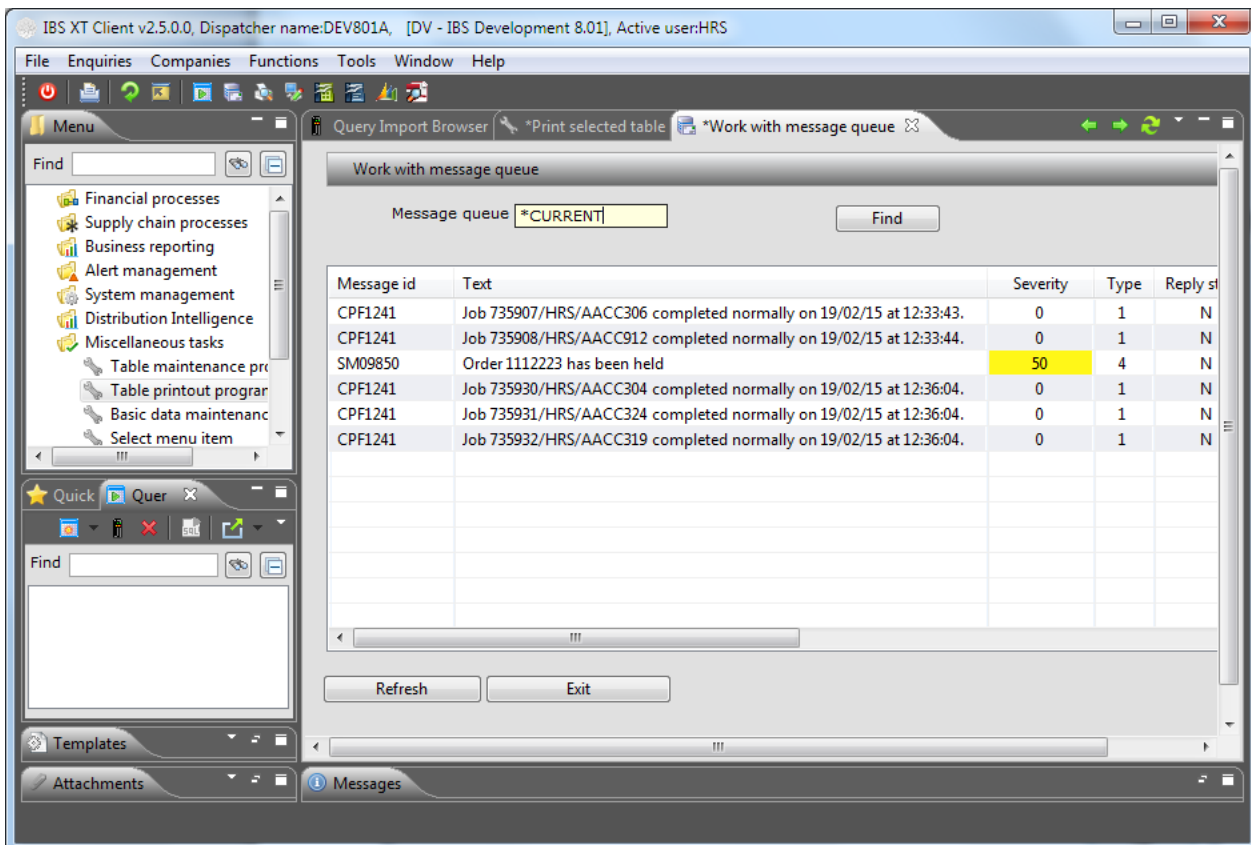 IBS XT Client v2.5.0.0, Dispatcher name:DEV801A, [DV - IBS Development 8.01], Active user:HRS
File Enquiries Companies Functions Tools Window Help
Menu
Find
Financial processes
Supply chain processes
Business reporting
Alert management
System management
Distribution Intelligence
Miscellaneous tasks
Table maintenance pro
Table printout program
Basic data maintenanc
Select menu item
Quick Quer
SQL
Find
Templates
Attachments
Query Import Browser *Print selected table *Work with message queue
Work with message queue
Message queue *CURRENT Find
Message id Text Severity Type Reply st
CPF1241 Job 735907/HRS/AACC306 completed normally on 19/02/15 at 12:33:43. 0 1 N
CPF1241 Job 735908/HRS/AACC912 completed normally on 19/02/15 at 12:33:44. 0 1 N
SM09850 Order 1112223 has been held 50 4 N
CPF1241 Job 735930/HRS/AACC304 completed normally on 19/02/15 at 12:36:04. 0 1 N
CPF1241 Job 735931/HRS/AACC324 completed normally on 19/02/15 at 12:36:04. 0 1 N
CPF1241 Job 735932/HRS/AACC319 completed normally on 19/02/15 at 12:36:04. 0 1 N
Refresh Exit
Messages